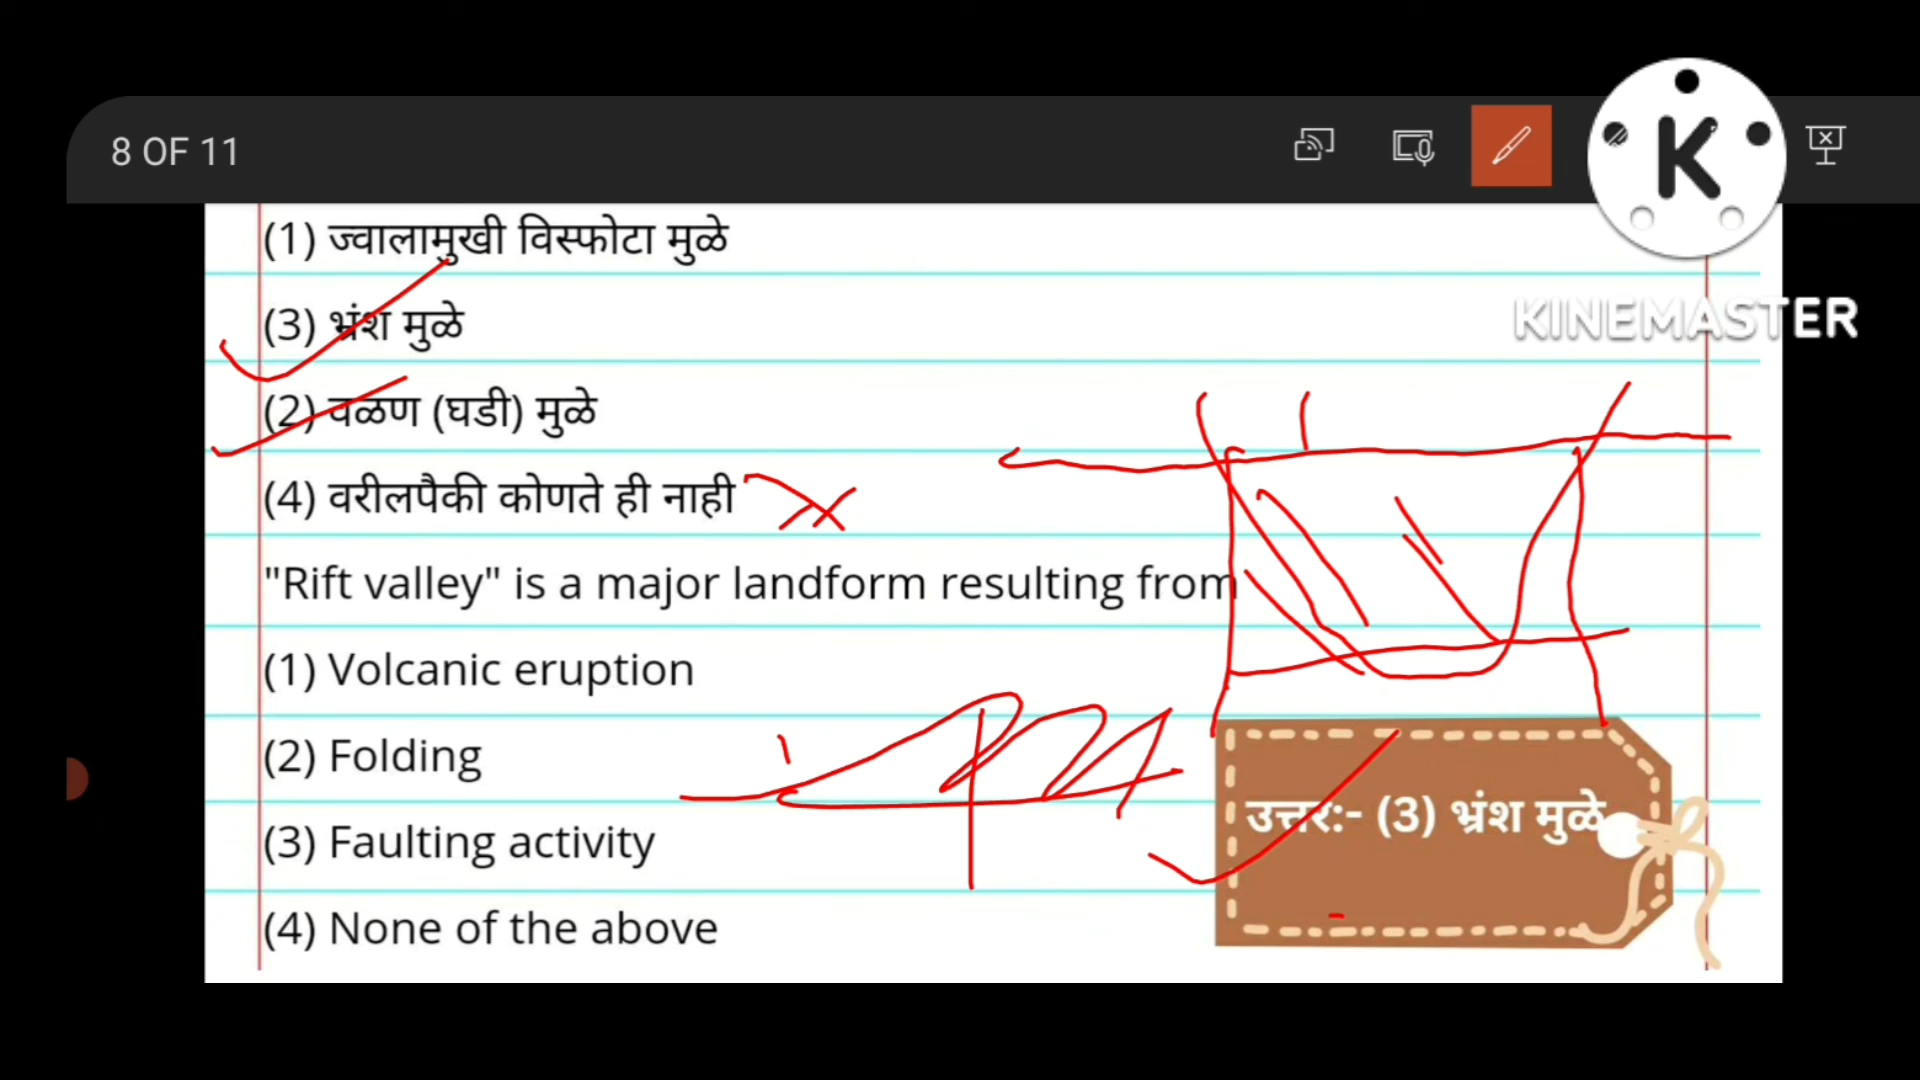 8 OF 11
K
KINEMASTER
(1) ज्वालामुखी विस्फोटा मुळे
(3) भ्रंश मुळे
(2) वळण (घडी) मुळे
(4) वरीलपैकी कोणते ही नाही
"Rift valley" is a major landform resulting from
(1) Volcanic eruption
(2) Folding
(3) Faulting activity
(4) None of the above
उत्तर:- (3) भ्रंश मुळे